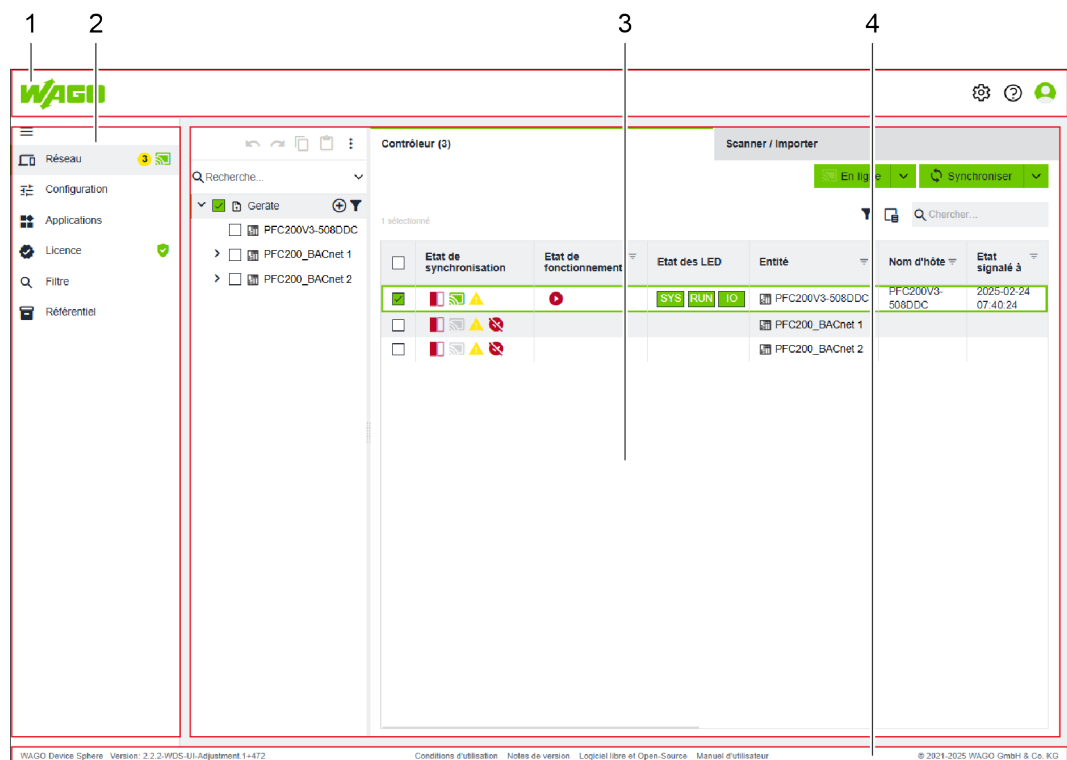 1 2 3 4
WAGO
Réseau 3
Configuration
Applications
Licence
Filtre
Référentiel
Recherche...
Geräte
PFC200V3-508DDC
PFC200_BACnet 1
PFC200_BACnet 2
Contrôleur (3) Scanner / Importer
En ligne Synchroniser
1 sélectionné Chercher...
Etat de synchronisation Etat de fonctionnement Etat des LED Entité Nom d'hôte Etat signalé à
SYS RUN IO PFC200V3-508DDC PFC200V3-508DDC 2025-02-24 07:40:24
PFC200_BACnet 1
PFC200_BACnet 2
WAGO Device Sphere Version: 2.2.2-WDS-UI-Adjustment.1+472 Conditions d'utilisation Notes de version Logiciel libre et Open-Source Manuel d'utilisateur © 2021-2025 WAGO GmbH & Co. KG